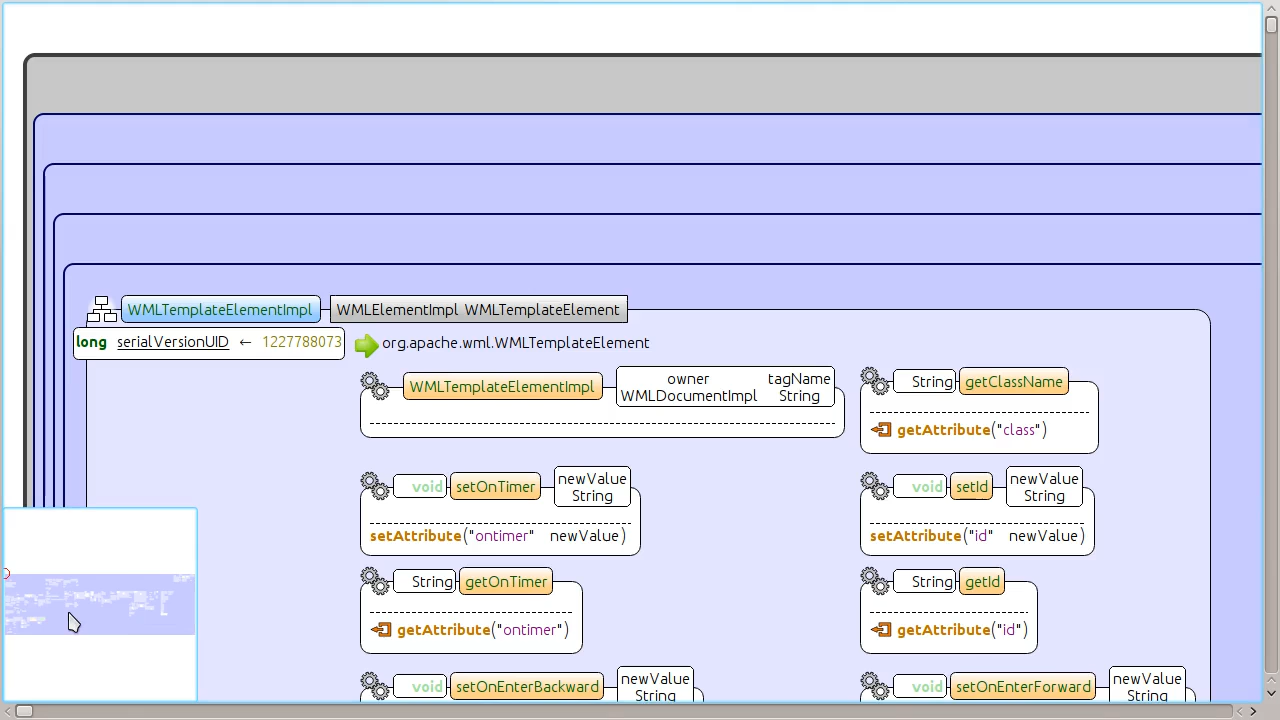 WMLTemplateElementImpl WMLElementImpl WMLTemplateElement
long serialVersionUID ← 1227788073
org.apache.wml.WMLTemplateElement
WMLTemplateElementImpl owner WMLDocumentImpl tagName String
String getClassName
getAttribute("class")
void setOnTimer newValue String
setAttribute("ontimer" newValue)
void setId newValue String
setAttribute("id" newValue)
String getOnTimer
getAttribute("ontimer")
String getId
getAttribute("id")
void setOnEnterBackward newValue String
void setOnEnterForward newValue String